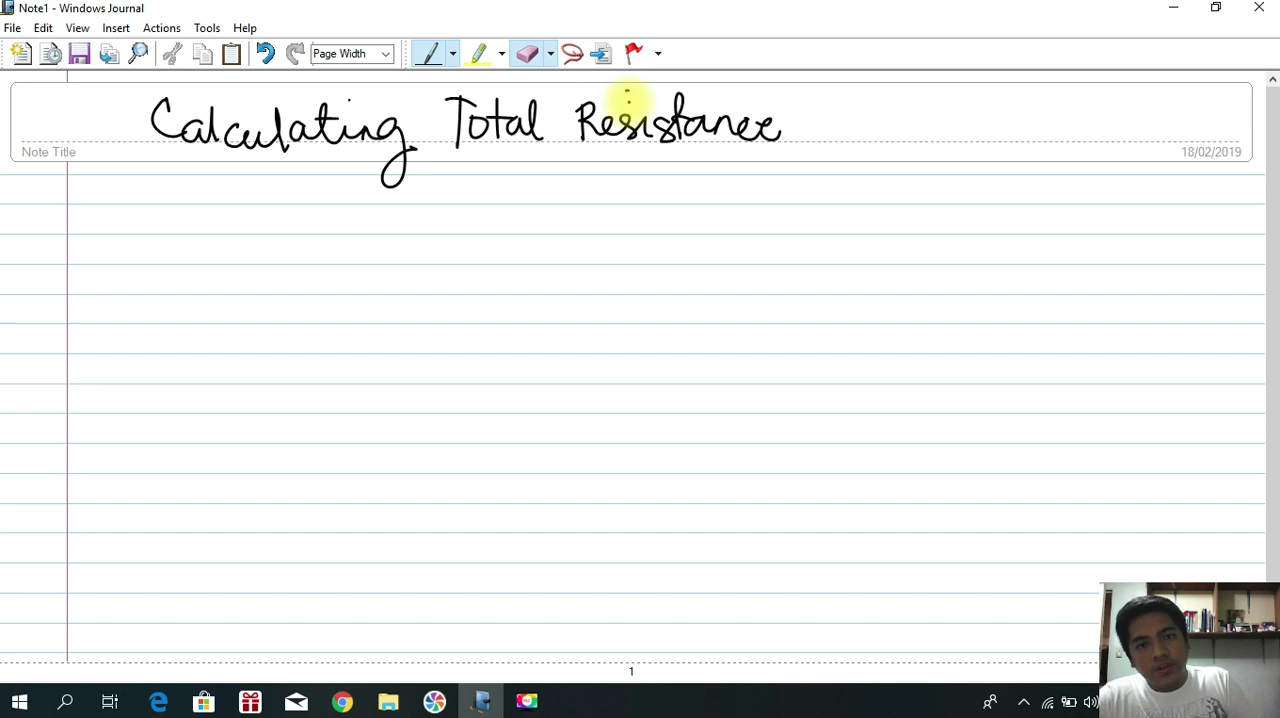 Note1 - Windows Journal
File Edit View Insert Actions Tools Help
Page Width
Calculating Total Resistance
Note Title
18/02/2019
1